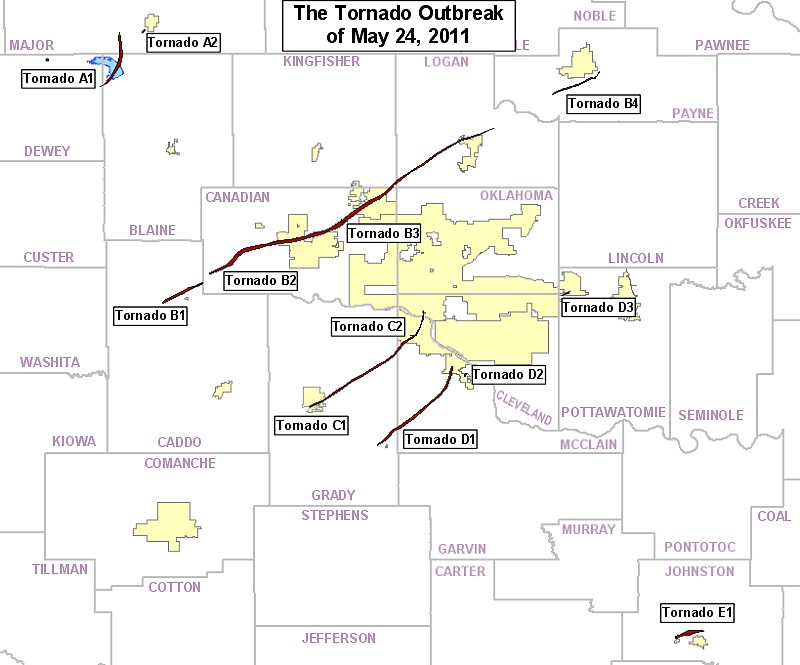 The Tornado Outbreak
of May 24, 2011
NOBLE
MAJOR
Tornado A2
LE
PAWNEE
KINGFISHER
LOGAN
Tornado A1
Tornado B4
PAYNE
DEWEY
CANADIAN
OKLAHOMA
CREEK
OKFUSKEE
BLAINE
Tornado B3
CUSTER
LINCOLN
Tornado B2
Tornado B1
Tornado D3
Tornado C2
WASHITA
Tornado D2
CLEVELAND
POTTAWATOMIE
SEMINOLE
Tornado C1
Tornado D1
KIOWA
CADDO
MCCLAIN
COMANCHE
GRADY
STEPHENS
COAL
MURRAY
GARVIN
PONTOTOC
TILLMAN
CARTER
JOHNSTON
COTTON
Tornado E1
JEFFERSON